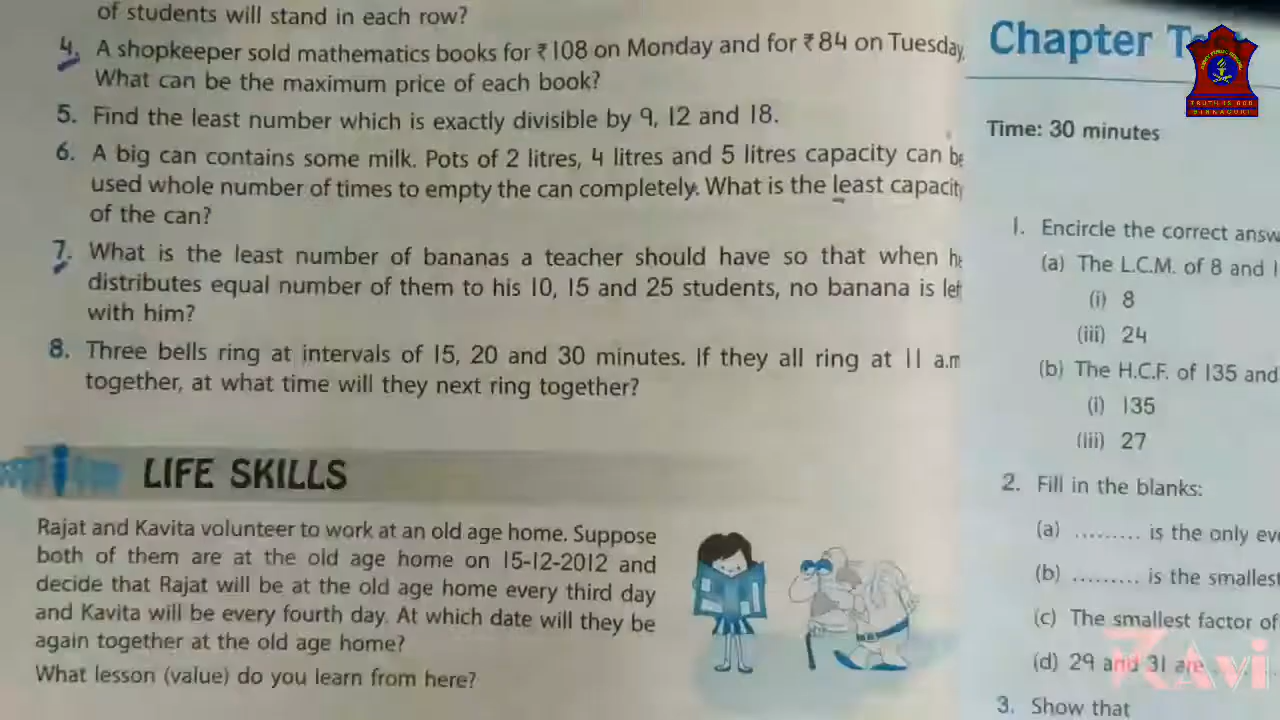 of students will stand in each row?
4. A shopkeeper sold mathematics books for ₹108 on Monday and for ₹84 on Tuesday,
What can be the maximum price of each book?
5. Find the least number which is exactly divisible by 9, 12 and 18.
6. A big can contains some milk. Pots of 2 litres, 4 litres and 5 litres capacity can be
used whole number of times to empty the can completely. What is the least capacity
of the can?
7. What is the least number of bananas a teacher should have so that when he
distributes equal number of them to his 10, 15 and 25 students, no banana is left
with him?
8. Three bells ring at intervals of 15, 20 and 30 minutes. If they all ring at 11 a.m
together, at what time will they next ring together?
LIFE SKILLS
Rajat and Kavita volunteer to work at an old age home. Suppose
both of them are at the old age home on 15-12-2012 and
decide that Rajat will be at the old age home every third day
and Kavita will be every fourth day. At which date will they be
again together at the old age home?
What lesson (value) do you learn from here?
Chapter
TRUTH IS GOD
Time: 30 minutes
1. Encircle the correct answ
(a) The L.C.M. of 8 and 1
(i) 8
(iii) 24
(b) The H.C.F. of 135 and
(i) 135
(iii) 27
2. Fill in the blanks:
(a) ......... is the only eve
(b) ......... is the smallest
(c) The smallest factor of
(d) 29 and 31 are
3. Show that